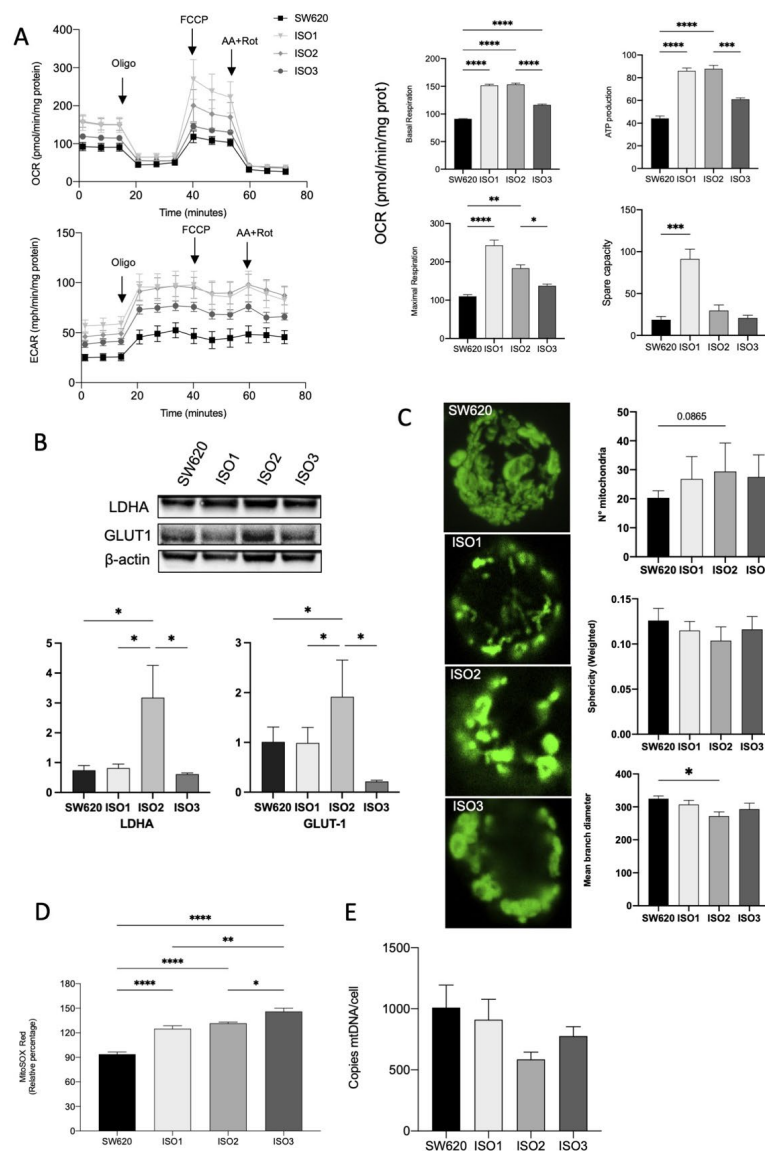 A
SW620
ISO1
ISO2
ISO3
FCCP
Oligo
AA+Rot
OCR (pmol/min/mg protein)
400
300
200
100
0
0 20 40 60 80
Time (minutes)
FCCP
Oligo
AA+Rot
ECAR (mph/min/mg protein)
150
100
50
0
0 20 40 60 80
Time (minutes)
OCR (pmol/min/mg prot)
Basal Respiration
200
150
100
50
0
****
****
****
****
SW620 ISO1 ISO2 ISO3
ATP production
100
80
60
40
20
0
****
****
***
SW620 ISO1 ISO2 ISO3
Maximal Respiration
300
200
100
0
**
****
*
SW620 ISO1 ISO2 ISO3
Spare capacity
150
100
50
0
***
SW620 ISO1 ISO2 ISO3
B
SW620 ISO1 ISO2 ISO3
LDHA
GLUT1
β-actin
5
4
3
2
1
0
*
*
*
SW620 ISO1 ISO2 ISO3
LDHA
3
2
1
0
*
*
*
SW620 ISO1 ISO2 ISO3
GLUT-1
C
SW620
ISO1
ISO2
ISO3
N° mitochondria
50
40
30
20
10
0
0.0865
SW620 ISO1 ISO2 ISO
Sphericity (Weighted)
0.15
0.10
0.05
0.00
SW620 ISO1 ISO2 ISO3
Mean branch diameter
400
300
200
100
0
*
SW620 ISO1 ISO2 ISO3
D
MitoSOX Red
(Relative percentage)
180
150
120
90
60
30
0
****
**
****
****
*
SW620 ISO1 ISO2 ISO3
E
Copies mtDNA/cell
1500
1000
500
0
SW620 ISO1 ISO2 ISO3